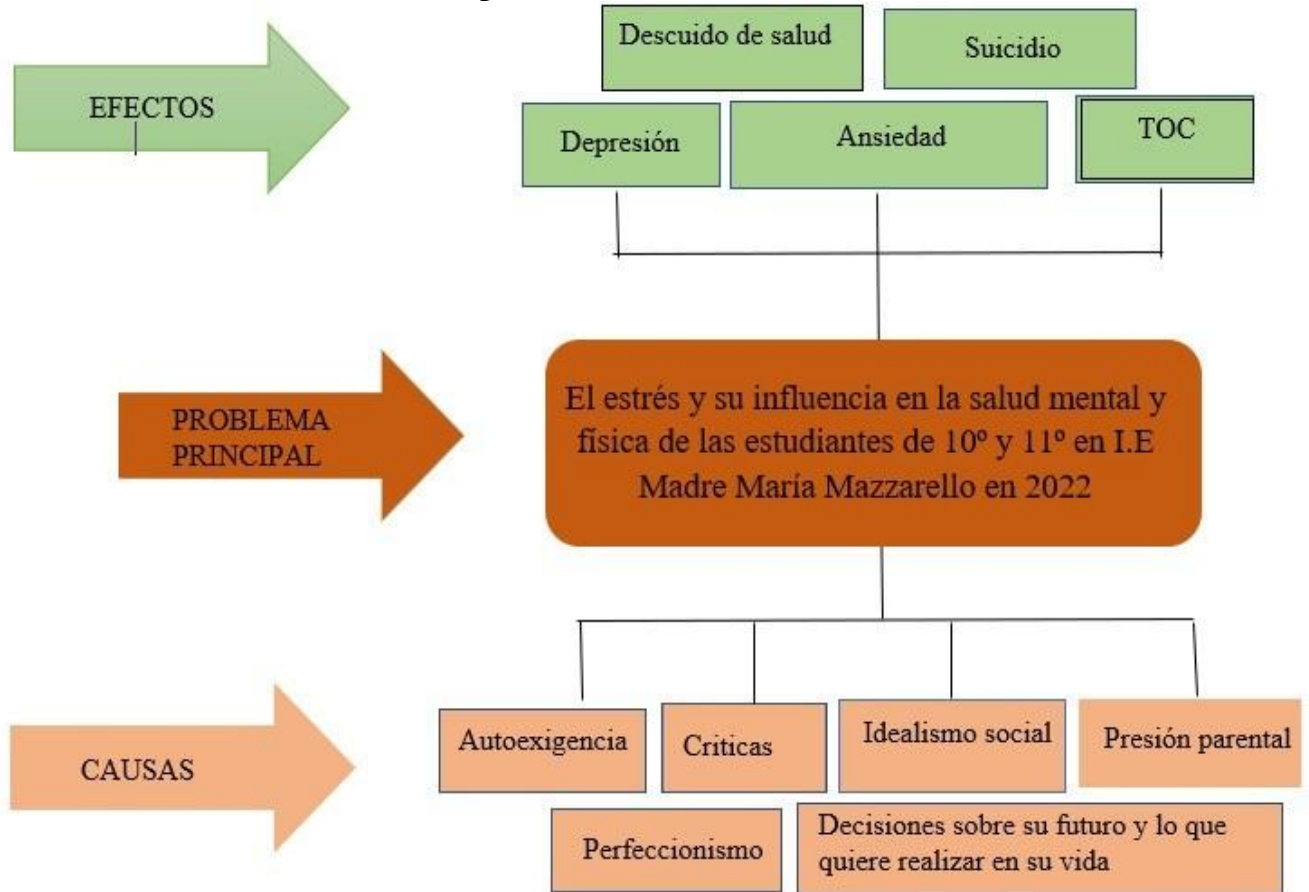 EFECTOS
Descuido de salud
Suicidio
Depresión
Ansiedad
TOC
PROBLEMA
PRINCIPAL
El estrés y su influencia en la salud mental y
física de las estudiantes de 10º y 11º en I.E
Madre María Mazzarello en 2022
CAUSAS
Autoexigencia
Criticas
Idealismo social
Presión parental
Perfeccionismo
Decisiones sobre su futuro y lo que
quiere realizar en su vida